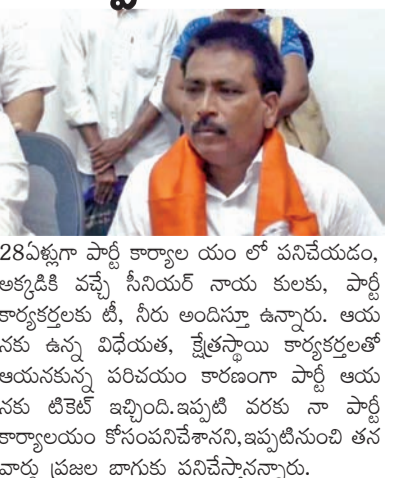 28ఏళ్లుగా పార్టీ కార్యాల యం లో పనిచేయడం,
అక్కడికి వచ్చే సీనియర్ నాయ కులకు, పార్టీ
కార్యకర్తలకు టీ, నీరు అందిస్తూ ఉన్నారు. ఆయ
నకు ఉన్న విధేయత, క్షేత్రస్థాయి కార్యకర్తలతో
ఆయనకున్న పరిచయం కారణంగా పార్టీ ఆయ
నకు టికెట్ ఇచ్చింది.ఇప్పటి వరకు నా పార్టీ
కార్యాలయం కోసంపనిచేశానని,ఇప్పటినుంచి తన
వార్డు ప్రజల బాగుకు పనిచేస్తానన్నారు.